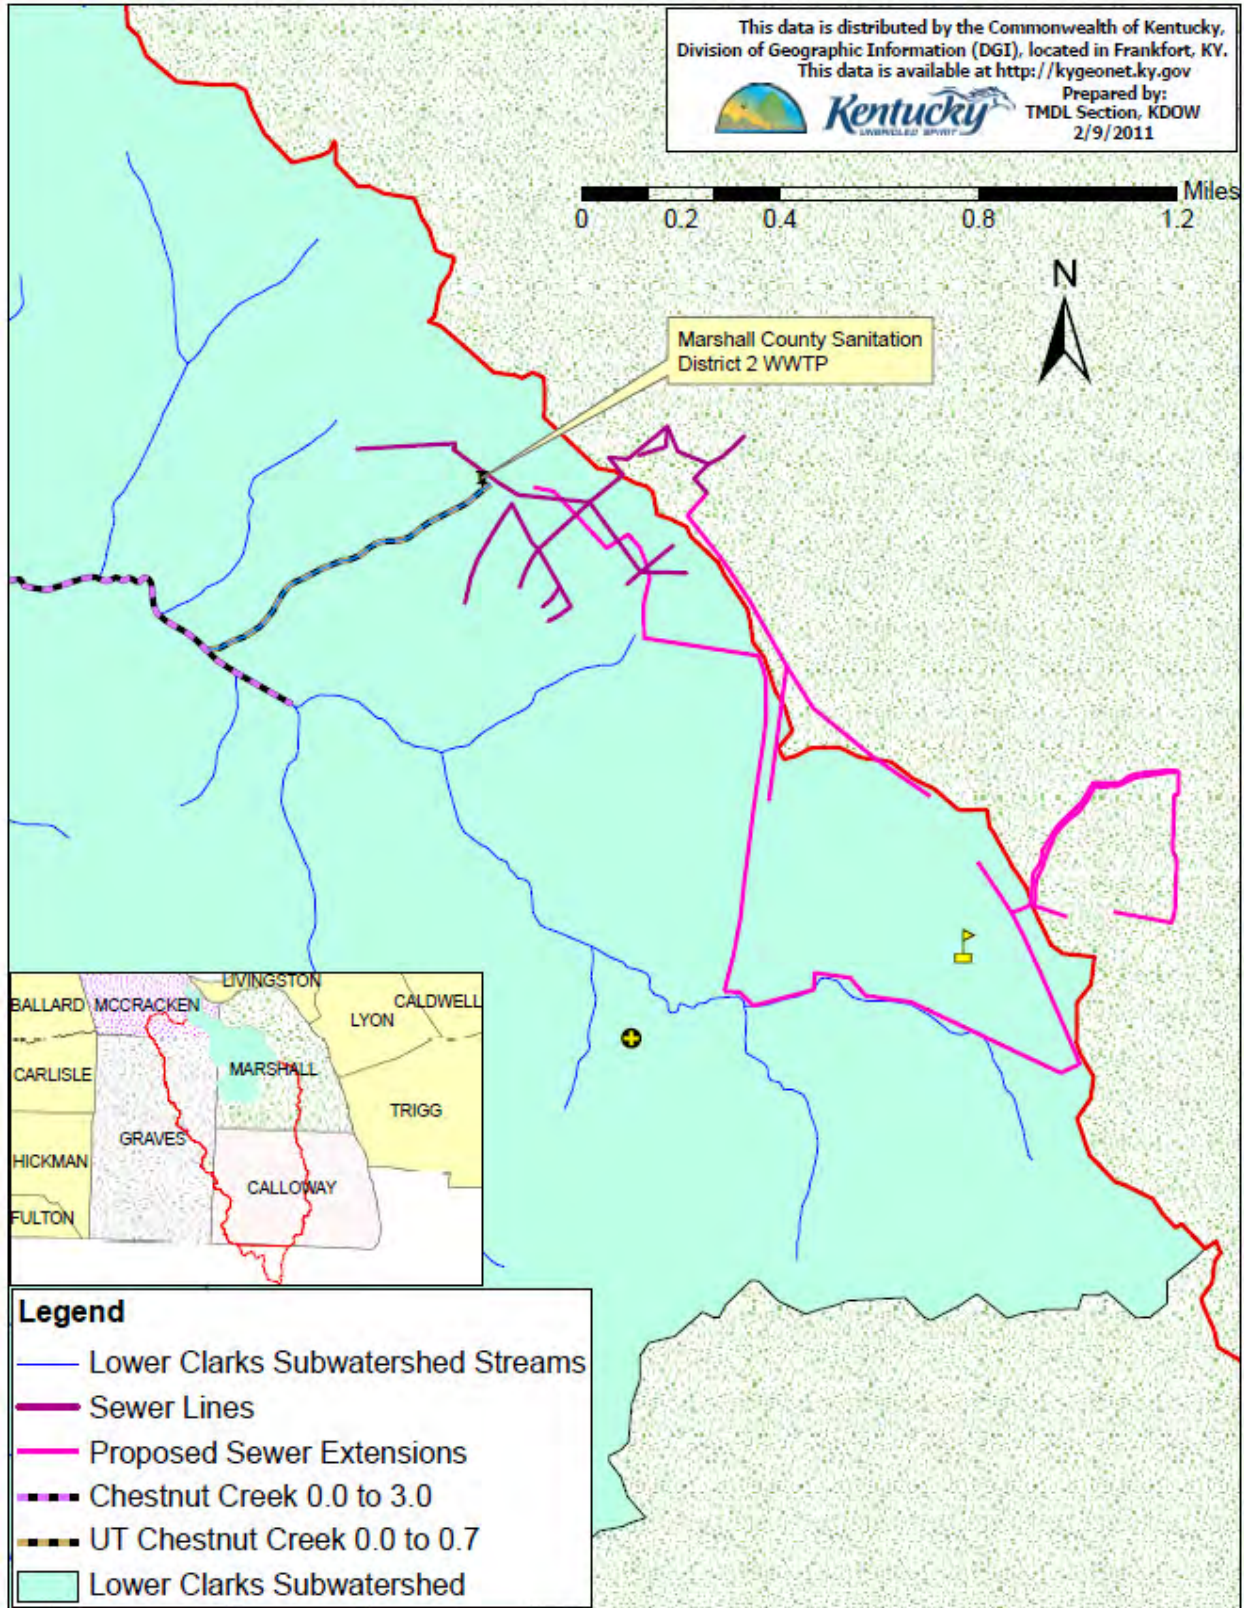 This data is distributed by the Commonwealth of Kentucky,
Division of Geographic Information (DGI), located in Frankfort, KY.
This data is available at http://kygeonet.ky.gov
Prepared by:
TMDL Section, KDOW
2/9/2011
Kentucky
UNBRIDLED SPIRIT
Miles
0 0.2 0.4 0.8 1.2
N
Marshall County Sanitation
District 2 WWTP
LIVINGSTON
BALLARD MCCRACKEN CALDWELL
LYON
CARLISLE MARSHALL
TRIGG
GRAVES
HICKMAN
CALLOWAY
FULTON
Legend
Lower Clarks Subwatershed Streams
Sewer Lines
Proposed Sewer Extensions
Chestnut Creek 0.0 to 3.0
UT Chestnut Creek 0.0 to 0.7
Lower Clarks Subwatershed